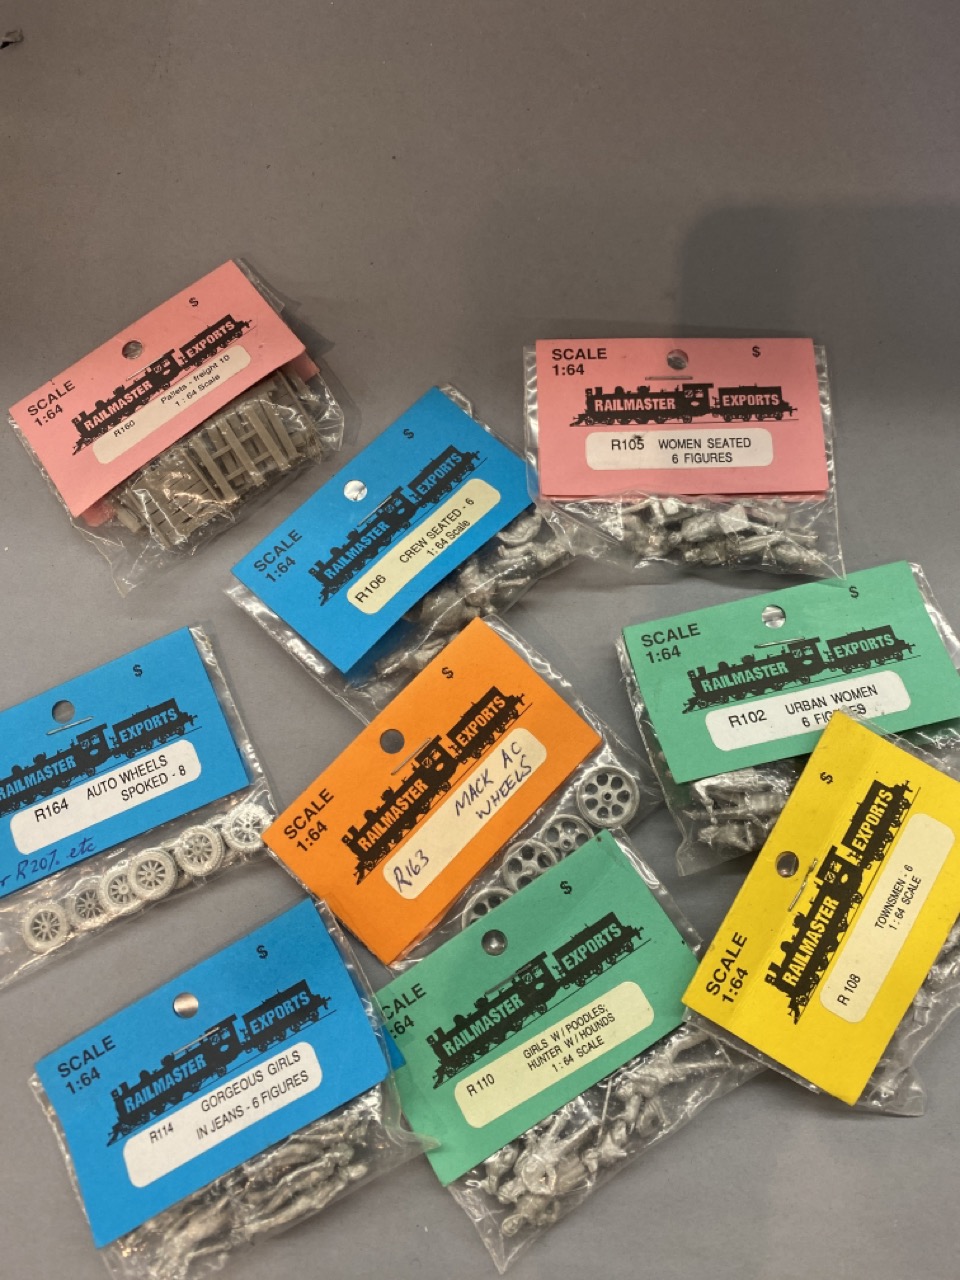 $
SCALE
1:64
RAILMASTER EXPORTS
R160 Pallets - freight 10
1:64 Scale
SCALE
1:64
$
RAILMASTER EXPORTS
R105 WOMEN SEATED
6 FIGURES
$
SCALE
1:64
RAILMASTER EXPORTS
R106 CREW SEATED - 6
1:64 Scale
SCALE
1:64
$
RAILMASTER EXPORTS
R102 URBAN WOMEN
6 FIGURES
$
RAILMASTER EXPORTS
R164 AUTO WHEELS
SPOKED - 8
$
SCALE
1:64
RAILMASTER EXPORTS
R163 MACK AC
WHEELS
$
SCALE
1:64
RAILMASTER EXPORTS
R 108 TOWNSMEN - 6
1:64 SCALE
$
SCALE
1:64
RAILMASTER EXPORTS
R114 GORGEOUS GIRLS
IN JEANS - 6 FIGURES
$
SCALE
:64
RAILMASTER EXPORTS
R110 GIRLS W/POODLES;
HUNTER W/HOUNDS
1:64 SCALE